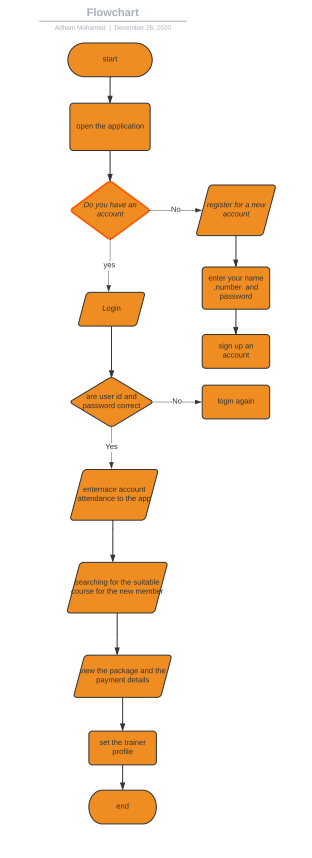 Flowchart
Adham Mohamed | December 26, 2020
start
open the application
Do you have an
account
No
register for a new
account
yes
enter your name
,number and
password
Login
sign up an
account
are user id and
password correct
No
login again
Yes
enternace account
attendance to the app
searching for the suitable
course for the new member
view the package and the
payment details
set the trainer
profile
end